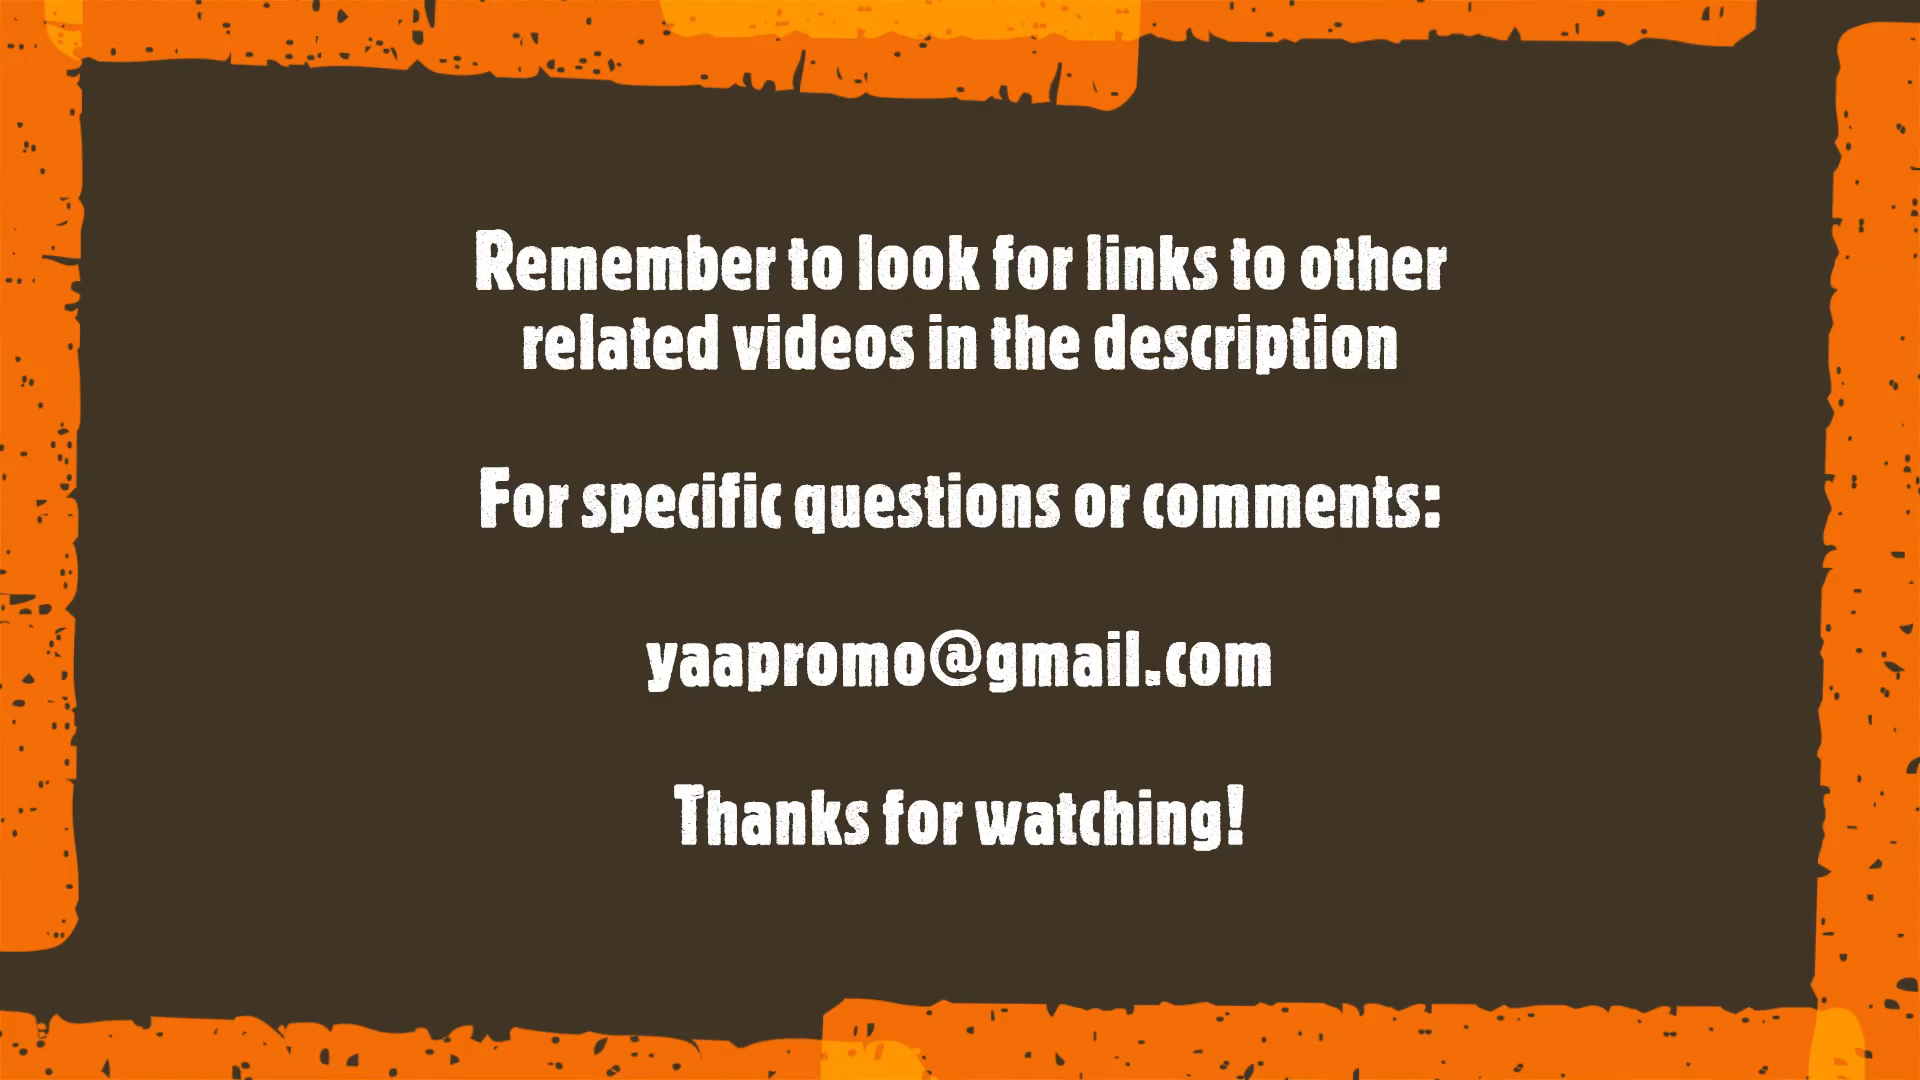 Remember to look for links to other
related videos in the description
For specific questions or comments:
yaapromo@gmail.com
Thanks for watching!